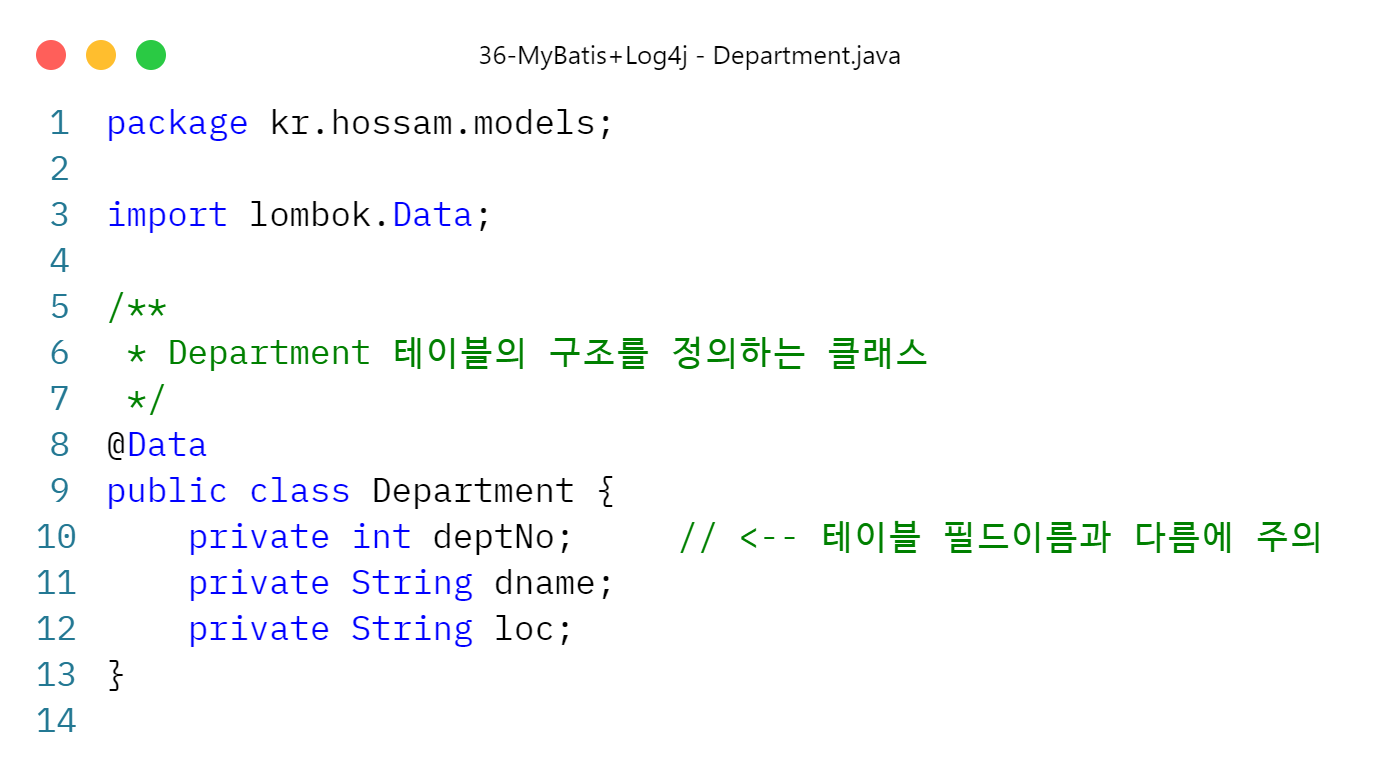 36-MyBatis+Log4j - Department.java
1 package kr.hossam.models;
2
3 import lombok.Data;
4
5 /**
6  * Department 테이블의 구조를 정의하는 클래스
7  */
8 @Data
9 public class Department {
10     private int deptNo;     // <-- 테이블 필드이름과 다름에 주의
11     private String dname;
12     private String loc;
13 }
14